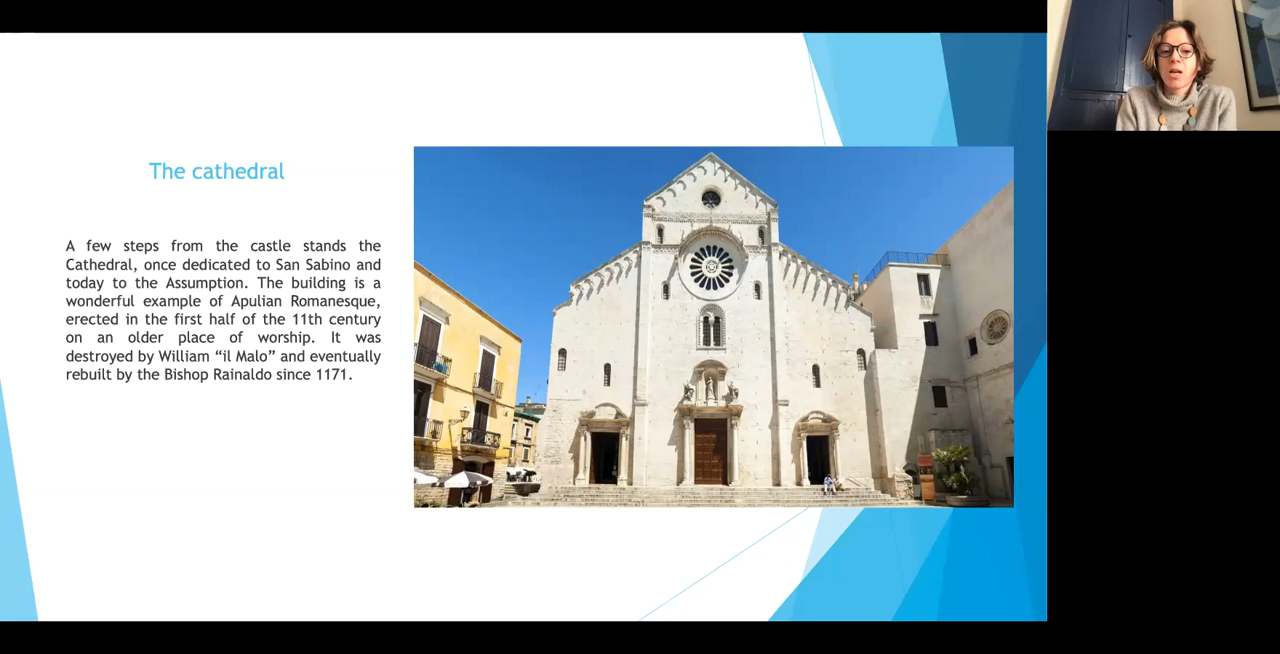 The cathedral
A few steps from the castle stands the
Cathedral, once dedicated to San Sabino and
today to the Assumption. The building is a
wonderful example of Apulian Romanesque,
erected in the first half of the 11th century
on an older place of worship. It was
destroyed by William “il Malo” and eventually
rebuilt by the Bishop Rainaldo since 1171.